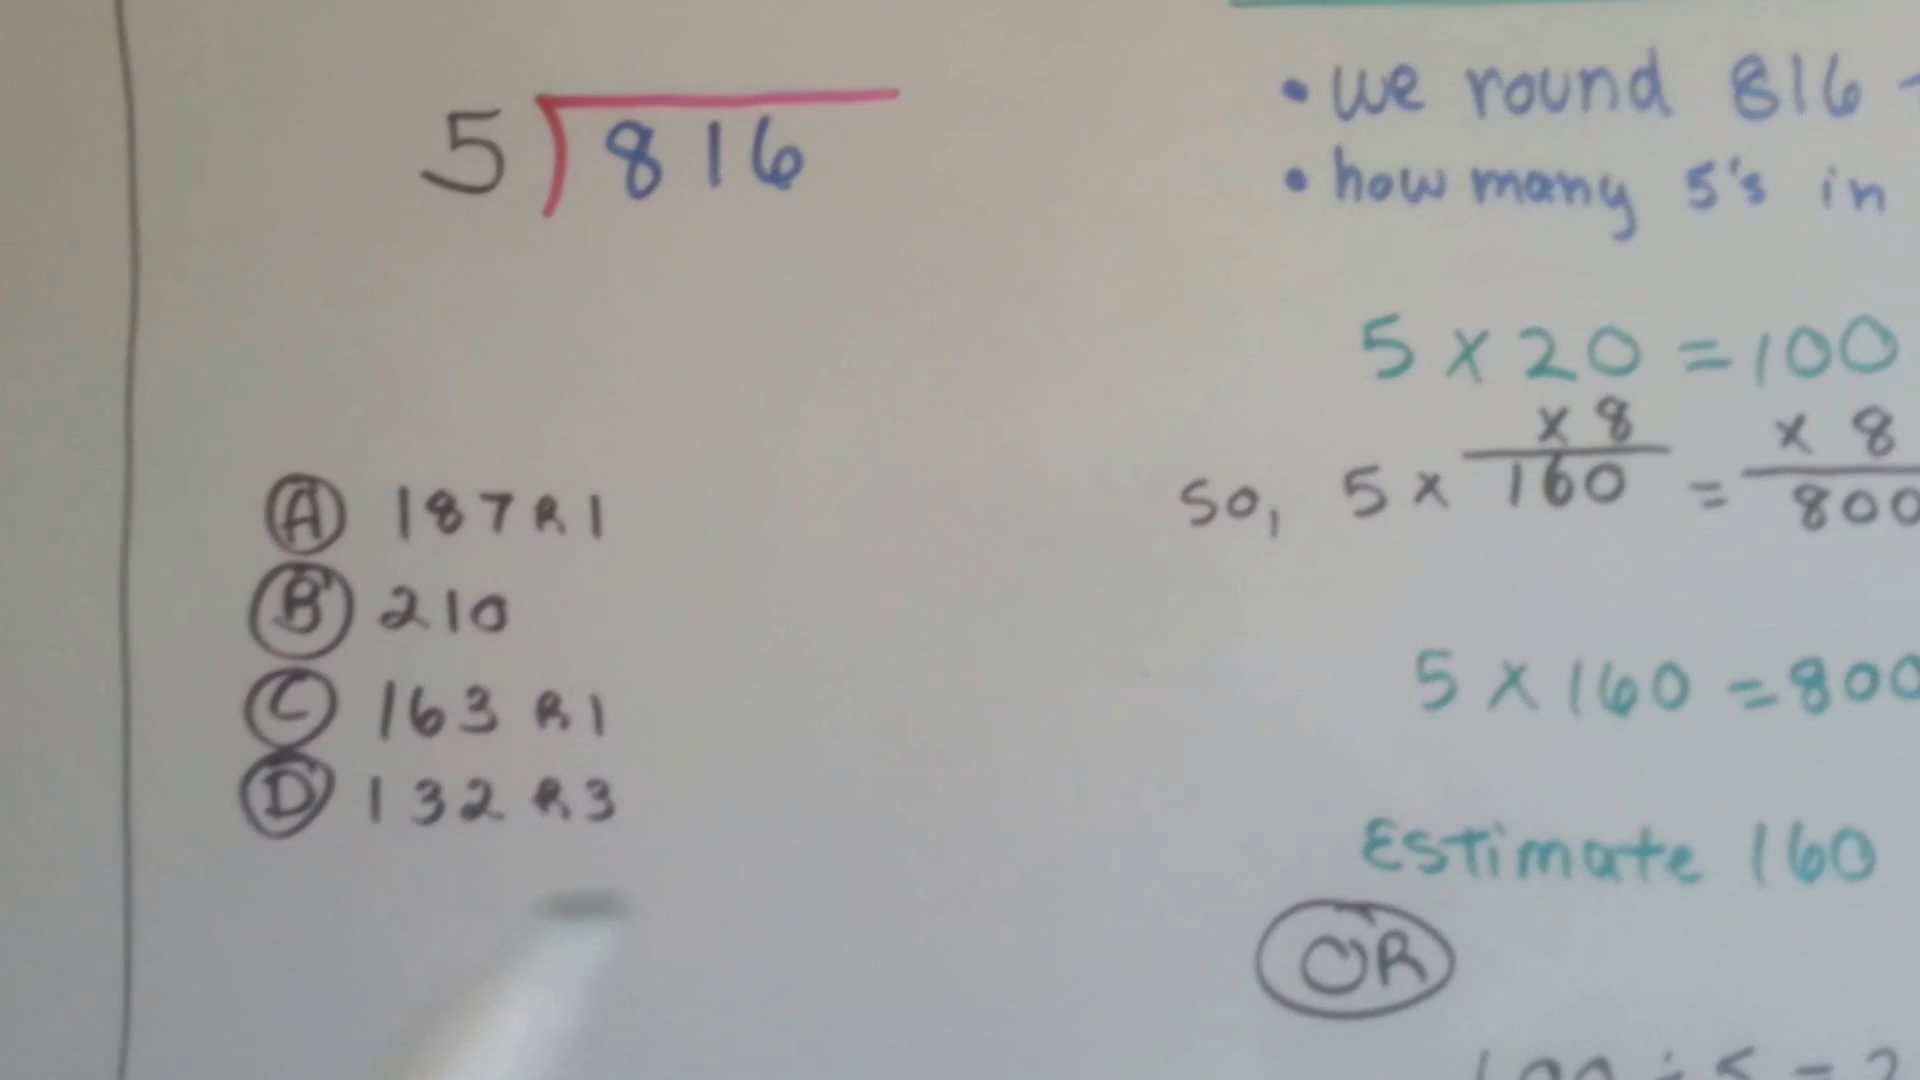 5 816
A 187 R1
B 210
C 163 R1
D 132 R3
• we round 816
• how many 5's in
5 x 20 = 100
x 8 x 8
So, 5 x 160 = 800
5 x 160 = 800
Estimate 160
OR